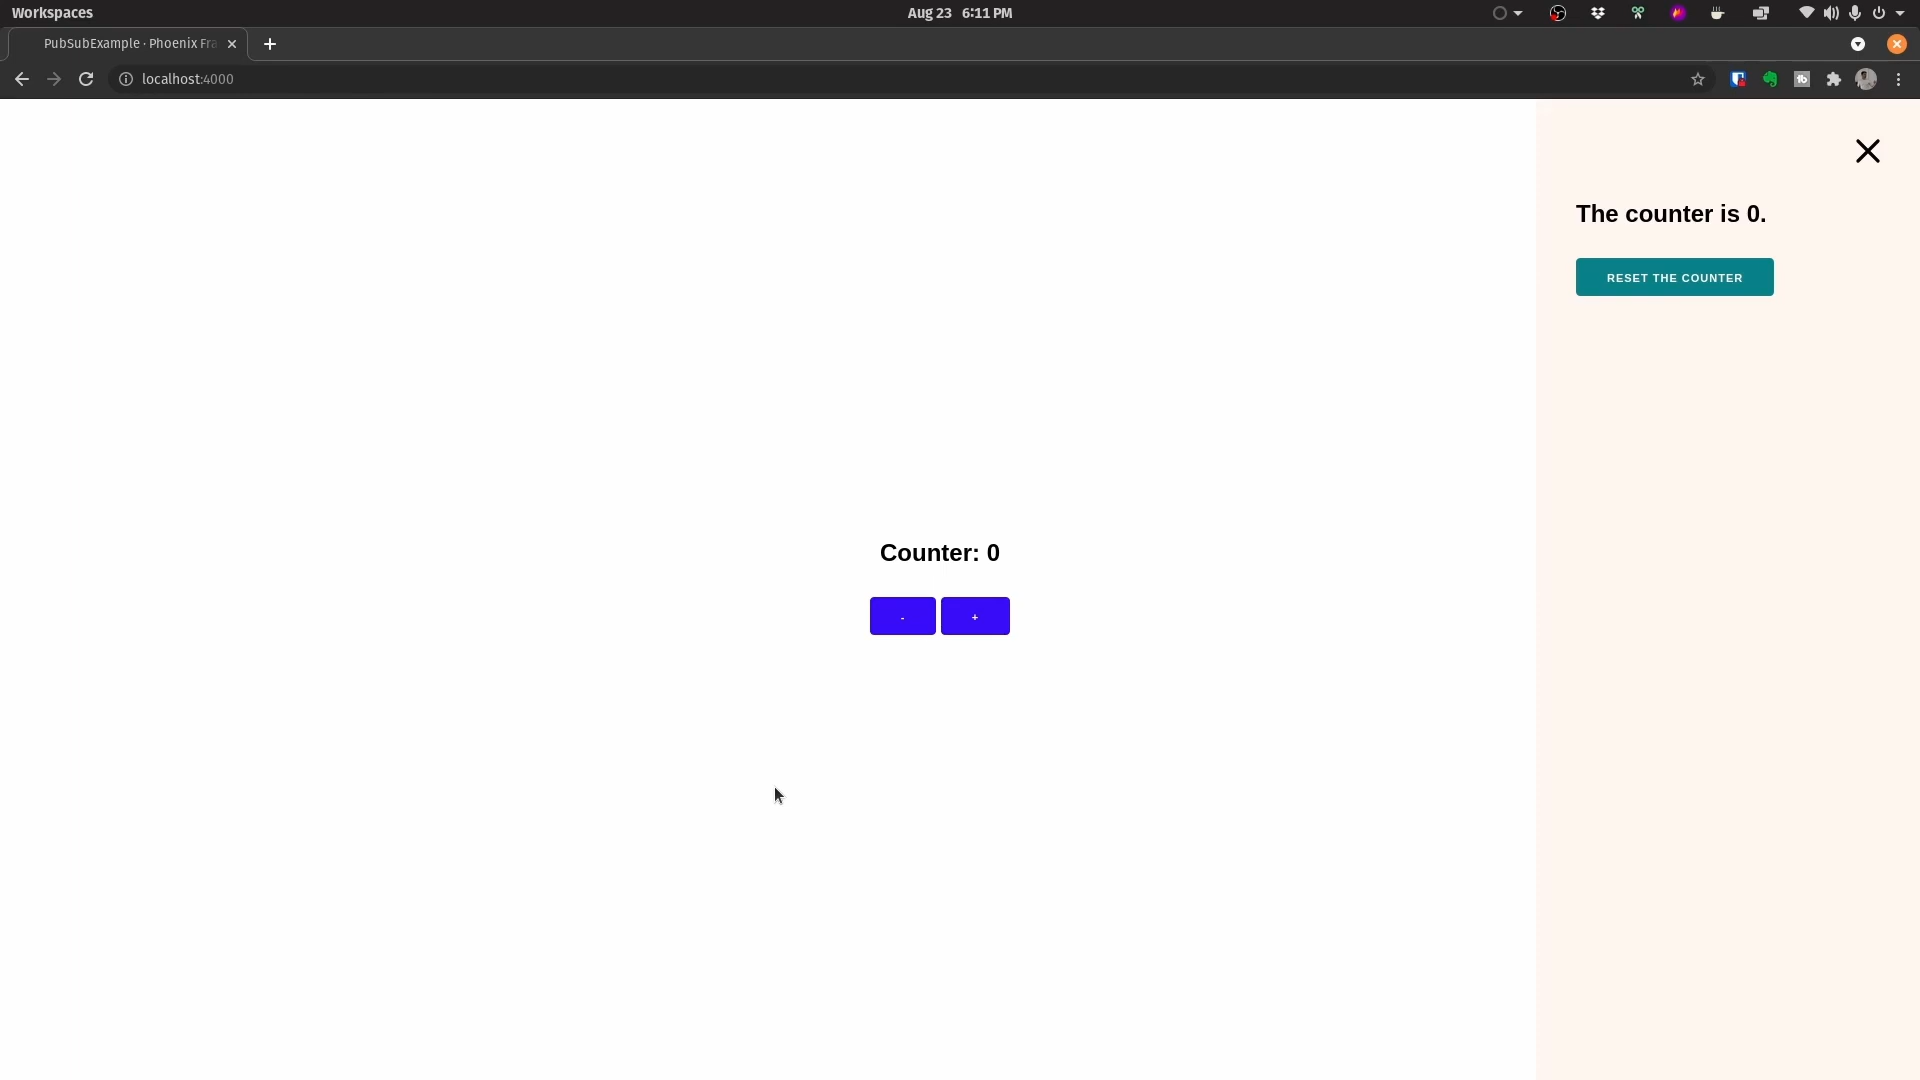 Workspaces
Aug 23 6:11 PM
PubSubExample · Phoenix Fra
localhost:4000
The counter is 0.
RESET THE COUNTER
Counter: 0
- +